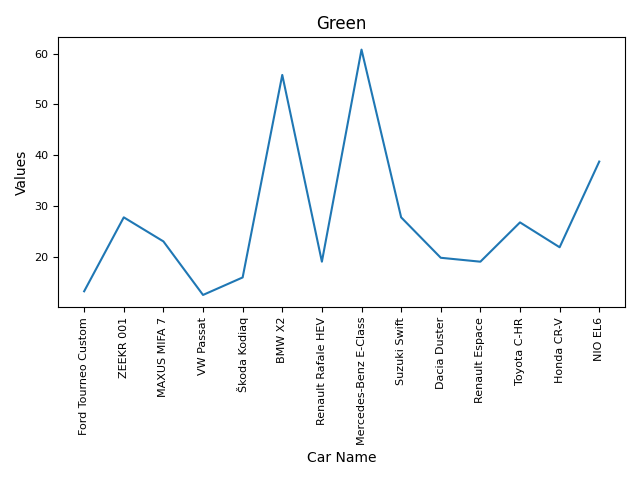 Green
Values
60
50
40
30
20
Ford Tourneo Custom
ZEEKR 001
MAXUS MIFA 7
VW Passat
Škoda Kodiaq
BMW X2
Renault Rafale HEV
Mercedes-Benz E-Class
Suzuki Swift
Dacia Duster
Renault Espace
Toyota C-HR
Honda CR-V
NIO EL6
Car Name